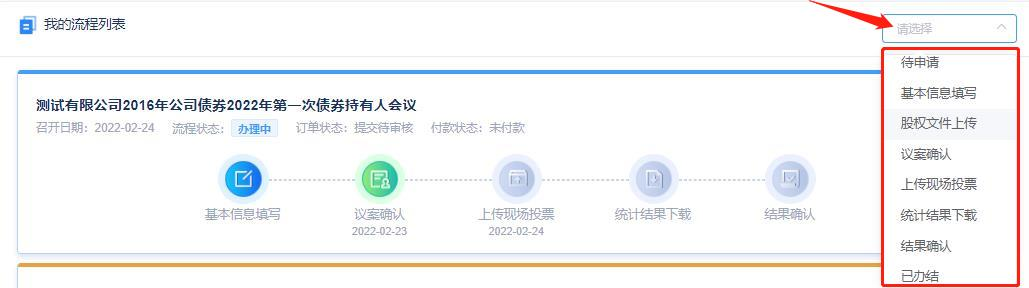 我的流程列表
请选择
待申请
基本信息填写
股权文件上传
议案确认
上传现场投票
统计结果下载
结果确认
已办结
测试有限公司2016年公司债券2022年第一次债券持有人会议
召开日期：2022-02-24 流程状态：办理中 订单状态：提交待审核 付款状态：未付款
基本信息填写 议案确认 上传现场投票 统计结果下载 结果确认
2022-02-23 2022-02-24